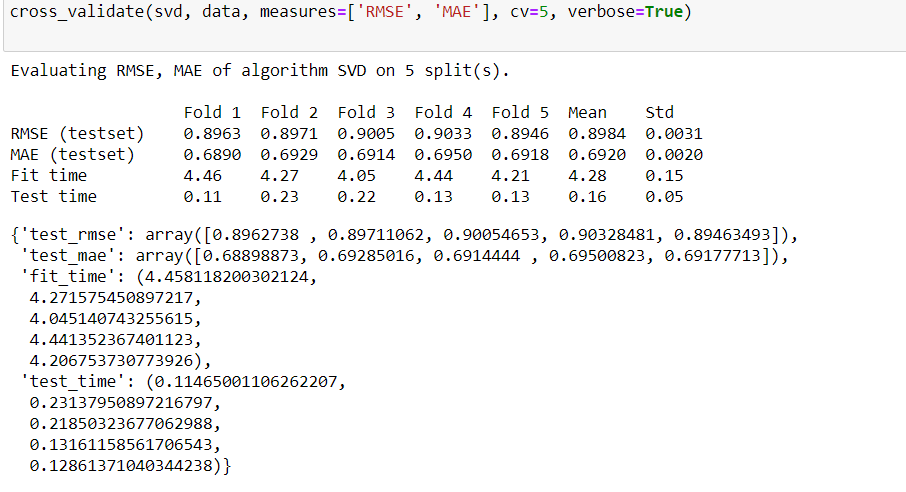 cross_validate(svd, data, measures=['RMSE', 'MAE'], cv=5, verbose=True)
Evaluating RMSE, MAE of algorithm SVD on 5 split(s).
Fold 1 Fold 2 Fold 3 Fold 4 Fold 5 Mean Std
RMSE (testset) 0.8963 0.8971 0.9005 0.9033 0.8946 0.8984 0.0031
MAE (testset) 0.6890 0.6929 0.6914 0.6950 0.6918 0.6920 0.0020
Fit time 4.46 4.27 4.05 4.44 4.21 4.28 0.15
Test time 0.11 0.23 0.22 0.13 0.13 0.16 0.05
{'test_rmse': array([0.8962738 , 0.89711062, 0.90054653, 0.90328481, 0.89463493]),
'test_mae': array([0.68898873, 0.69285016, 0.6914444 , 0.69500823, 0.69177713]),
'fit_time': (4.458118200302124,
4.271575450897217,
4.045140743255615,
4.441352367401123,
4.206753730773926),
'test_time': (0.11465001106262207,
0.23137950897216797,
0.21850323677062988,
0.13161158561706543,
0.12861371040344238)}